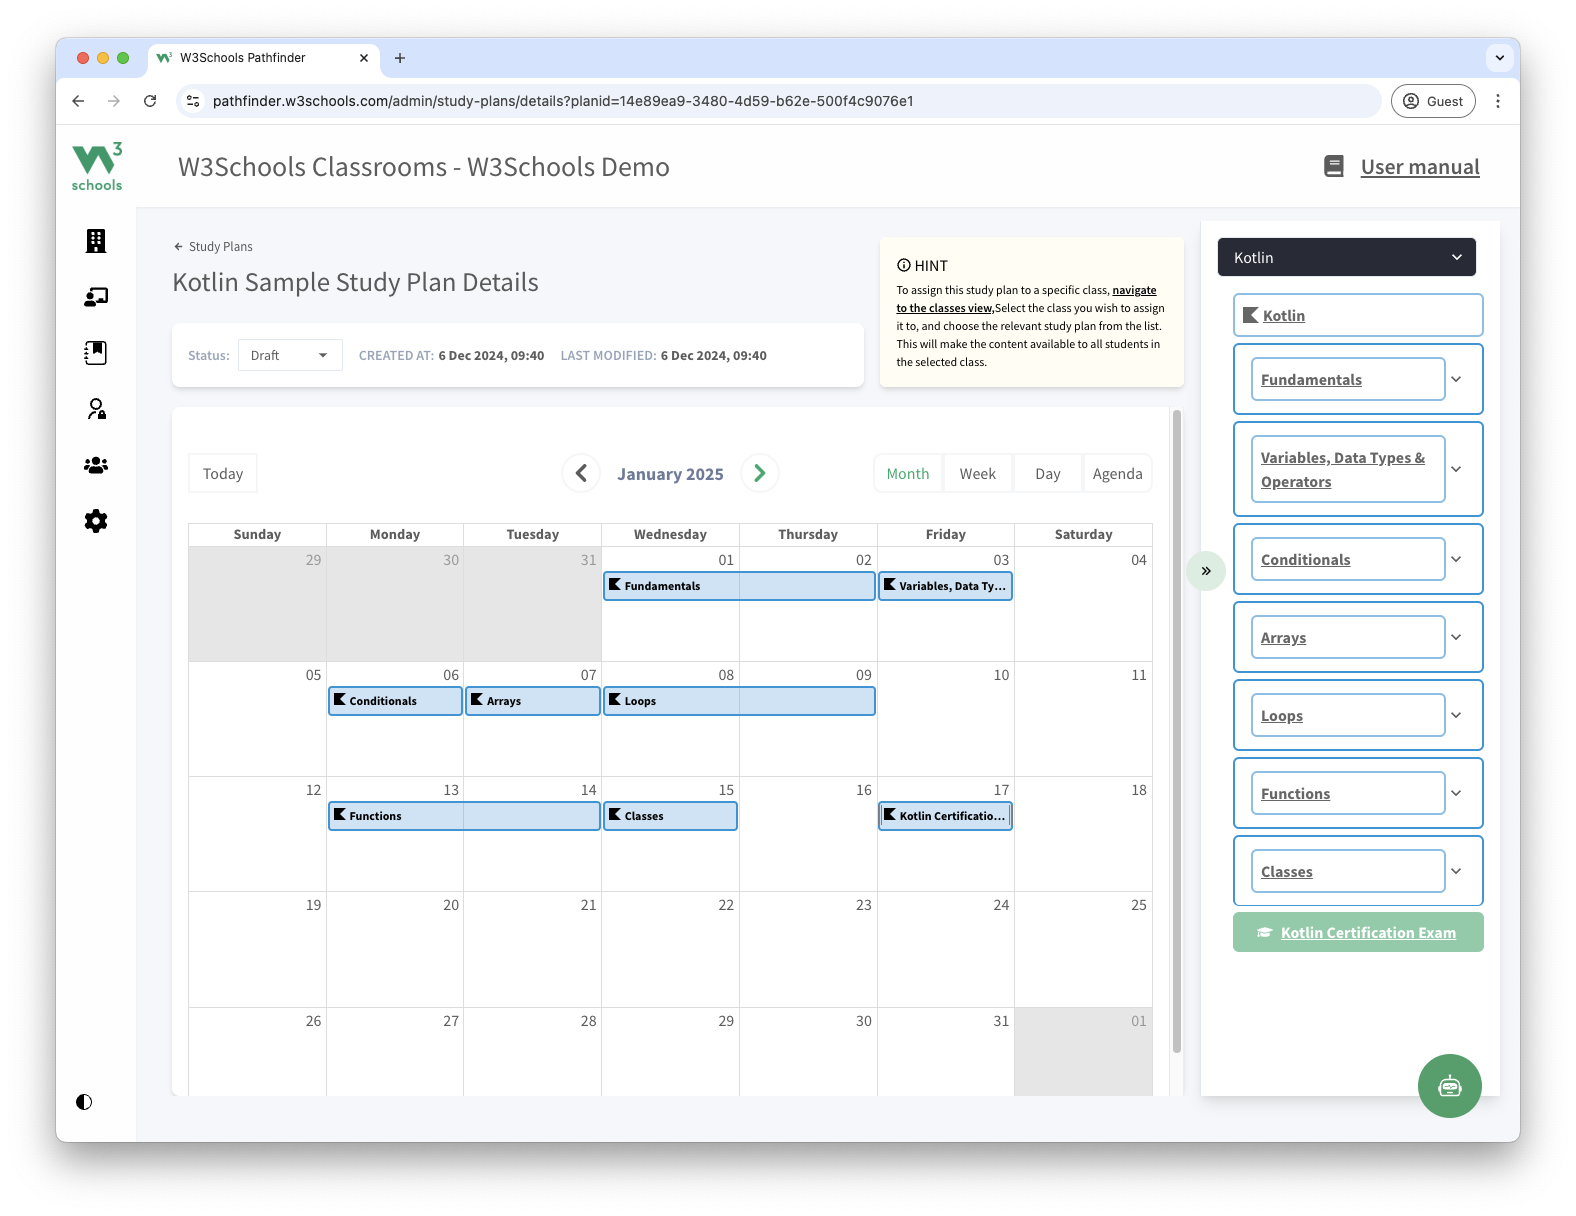 W3Schools Pathfinder
pathfinder.w3schools.com/admin/study-plans/details?planid=14e89ea9-3480-4d59-b62e-500f4c9076e1
Guest
W3 schools
W3Schools Classrooms - W3Schools Demo
User manual
Study Plans
Kotlin Sample Study Plan Details
Status: Draft CREATED AT: 6 Dec 2024, 09:40 LAST MODIFIED: 6 Dec 2024, 09:40
HINT
To assign this study plan to a specific class, navigate
to the classes view,Select the class you wish to assign
it to, and choose the relevant study plan from the list.
This will make the content available to all students in
the selected class.
Today
January 2025
Month Week Day Agenda
Sunday Monday Tuesday Wednesday Thursday Friday Saturday
29 30 31 01 02 03 04
Fundamentals Variables, Data Ty...
05 06 07 08 09 10 11
Conditionals Arrays Loops
12 13 14 15 16 17 18
Functions Classes Kotlin Certificatio...
19 20 21 22 23 24 25
26 27 28 29 30 31 01
Kotlin
Kotlin
Fundamentals
Variables, Data Types &
Operators
Conditionals
Arrays
Loops
Functions
Classes
Kotlin Certification Exam